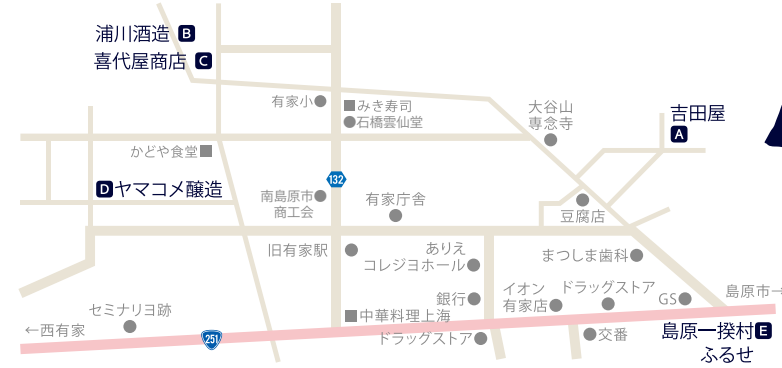 浦川酒造 B
喜代屋商店 C
有家小
みき寿司
石橋雲仙堂
大谷山
専念寺
吉田屋
A
かどや食堂
132
D ヤマコメ醸造
南島原市
商工会
有家庁舎
豆腐店
旧有家駅
ありえ
コレジヨホール
まつしま歯科
銀行
イオン
有家店
ドラッグストア
GS
島原市→
セミナリヨ跡
中華料理上海
←西有家
251
ドラッグストア
交番
島原一揆村 E
ふるせ